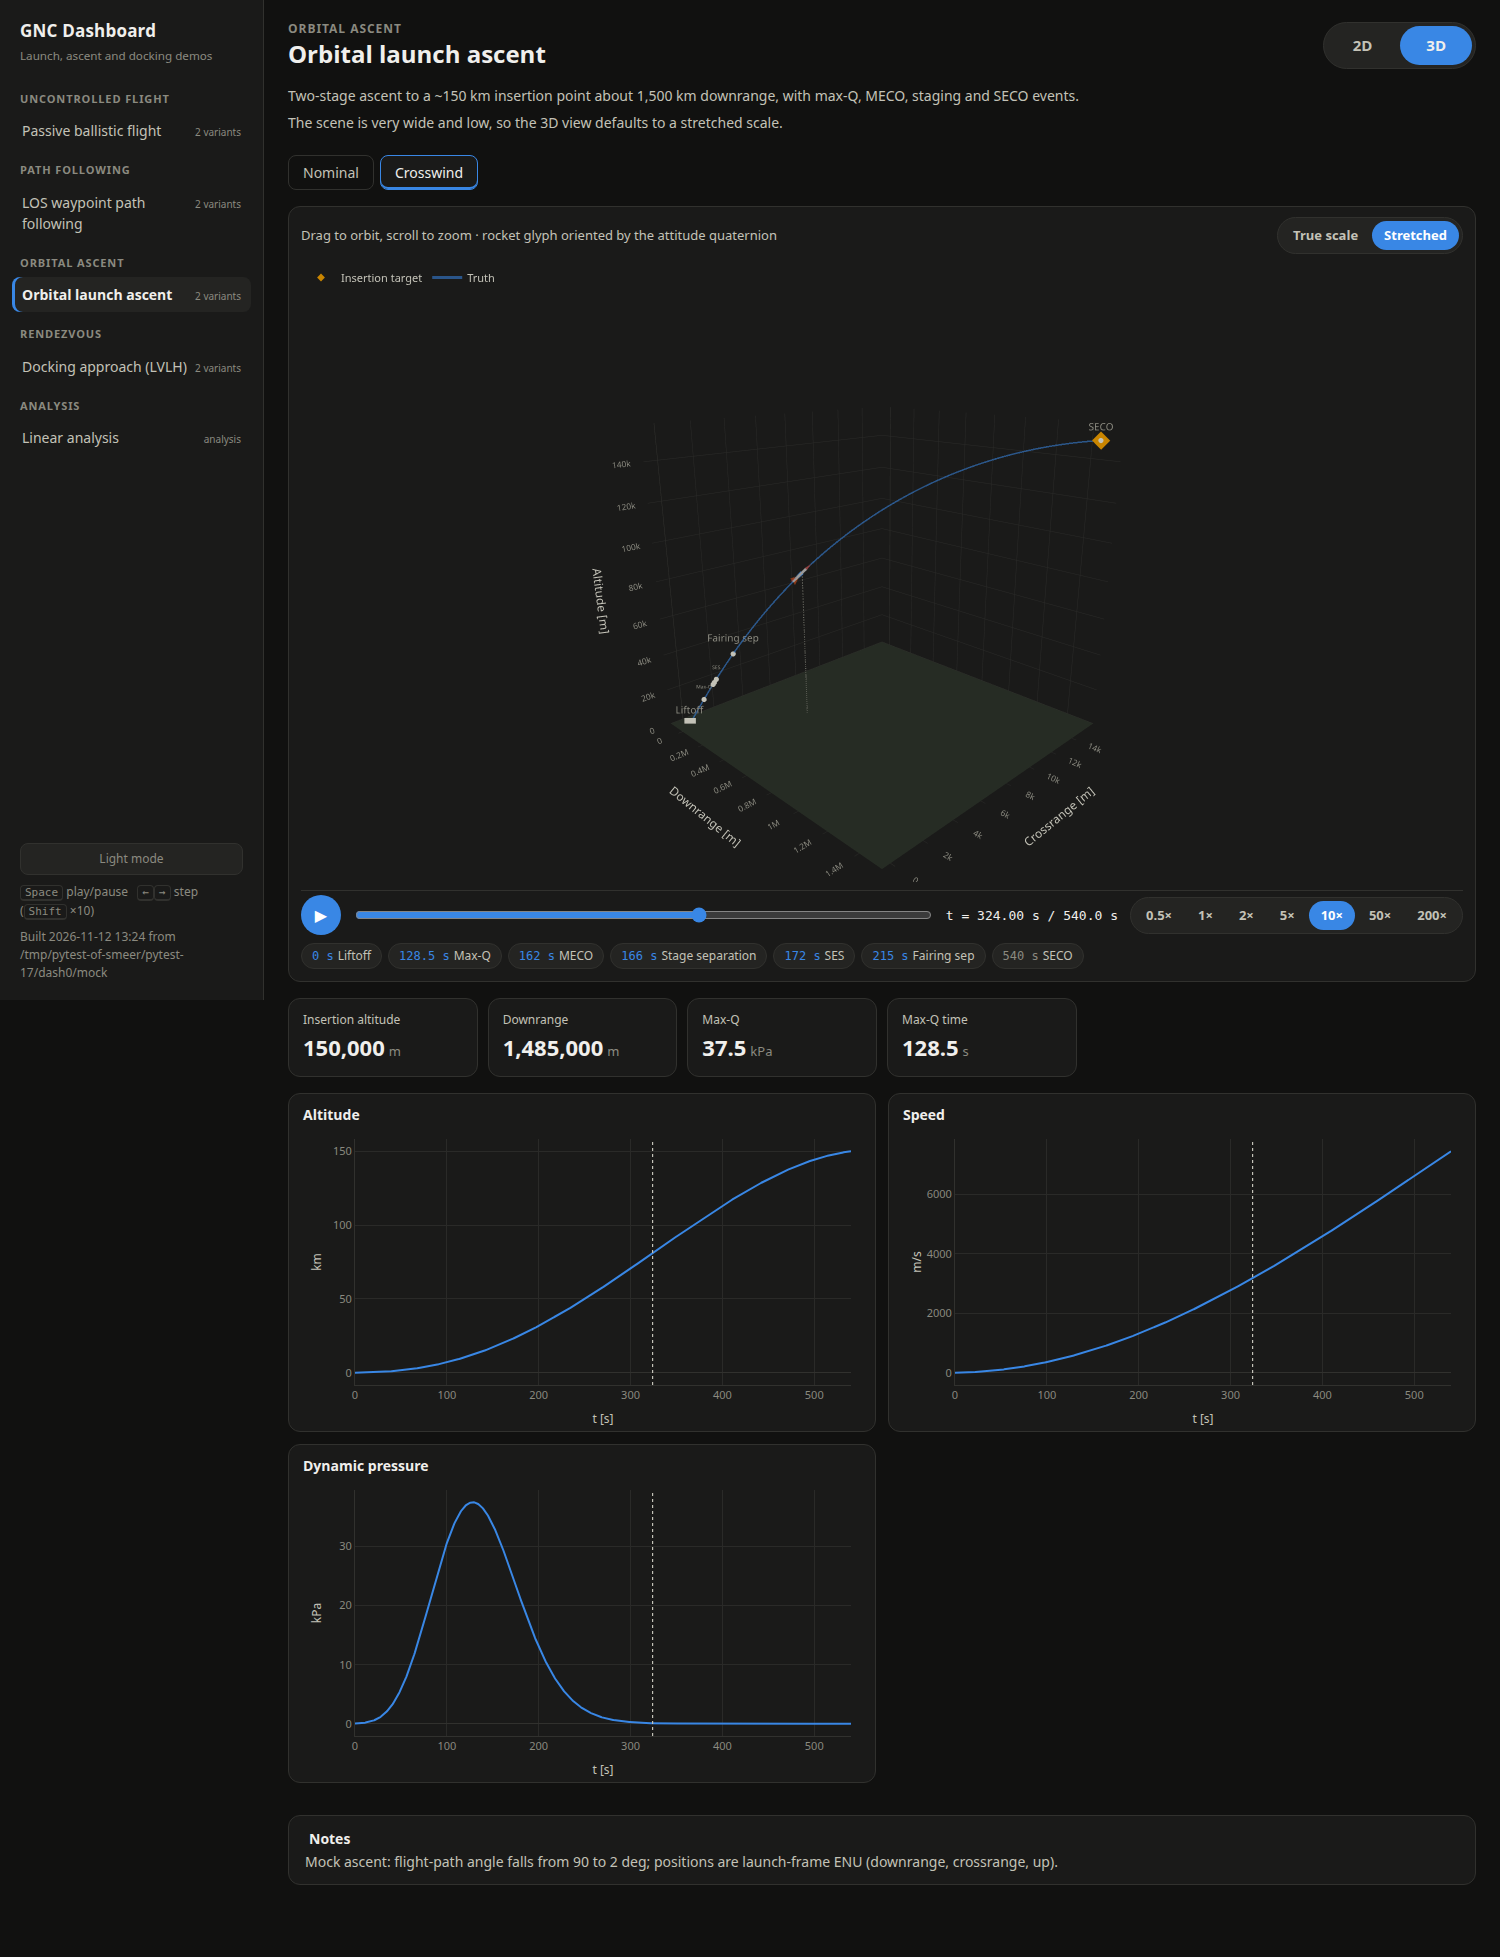 GNC Dashboard
Launch, ascent and docking demos
UNCONTROLLED FLIGHT
Passive ballistic flight 2 variants
PATH FOLLOWING
LOS waypoint path following 2 variants
ORBITAL ASCENT
Orbital launch ascent 2 variants
RENDEZVOUS
Docking approach (LVLH) 2 variants
ANALYSIS
Linear analysis analysis
Light mode
Space play/pause ← → step
(Shift ×10)
Built 2026-11-12 13:24 from
/tmp/pytest-of-smeer/pytest-
17/dash0/mock
ORBITAL ASCENT
Orbital launch ascent
2D 3D
Two-stage ascent to a ~150 km insertion point about 1,500 km downrange, with max-Q, MECO, staging and SECO events.
The scene is very wide and low, so the 3D view defaults to a stretched scale.
Nominal Crosswind
Drag to orbit, scroll to zoom · rocket glyph oriented by the attitude quaternion
True scale Stretched
Insertion target Truth
SECO
140k
120k
100k
80k
60k
40k
20k
0
Altitude [m]
Fairing sep
SES
Max-Q
Liftoff
0
0.2M
0.4M
0.6M
0.8M
1M
1.2M
1.4M
Downrange [m]
14k
12k
10k
8k
6k
4k
2k
0
Crossrange [m]
▶ t = 324.00 s / 540.0 s 0.5× 1× 2× 5× 10× 50× 200×
0 s Liftoff 128.5 s Max-Q 162 s MECO 166 s Stage separation 172 s SES 215 s Fairing sep 540 s SECO
Insertion altitude
150,000 m
Downrange
1,485,000 m
Max-Q
37.5 kPa
Max-Q time
128.5 s
Altitude
150
100
50
0
km
0 100 200 300 400 500
t [s]
Speed
6000
4000
2000
0
m/s
0 100 200 300 400 500
t [s]
Dynamic pressure
30
20
10
0
kPa
0 100 200 300 400 500
t [s]
Notes
Mock ascent: flight-path angle falls from 90 to 2 deg; positions are launch-frame ENU (downrange, crossrange, up).